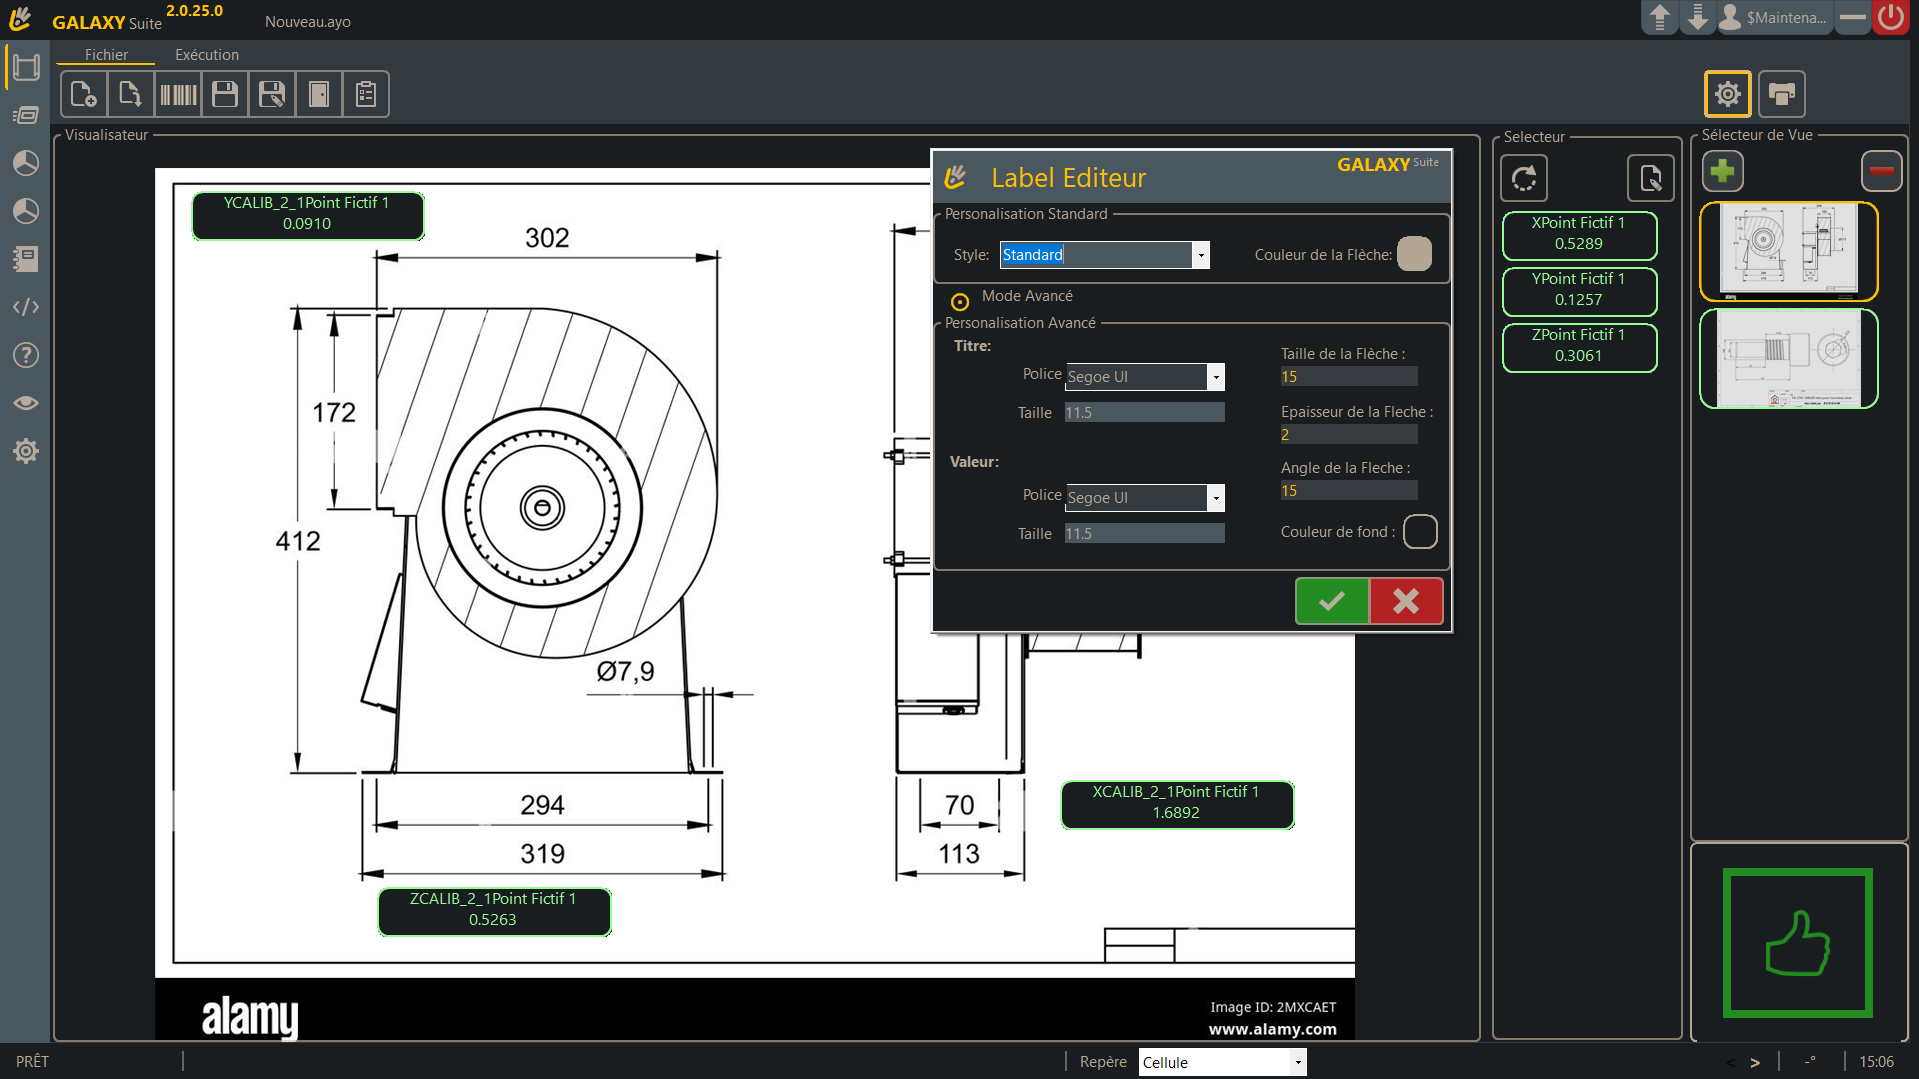 GALAXY Suite 2.0.25.0
Nouveau.ayo
$Maintena...
Fichier
Exécution
Visualisateur
YCALIB_2_1Point Fictif 1
0.0910
302
172
412
Ø7,9
294
319
ZCALIB_2_1Point Fictif 1
0.5263
70
113
XCALIB_2_1Point Fictif 1
1.6892
alamy
Image ID: 2MXCAET
www.alamy.com
Label Editeur
GALAXY Suite
Personalisation Standard
Style: Standard
Couleur de la Flèche:
Mode Avancé
Personalisation Avancé
Titre:
Police Segoe UI
Taille 11.5
Valeur:
Police Segoe UI
Taille 11.5
Taille de la Flèche :
15
Epaisseur de la Fleche :
2
Angle de la Fleche :
15
Couleur de fond :
Selecteur
XPoint Fictif 1
0.5289
YPoint Fictif 1
0.1257
ZPoint Fictif 1
0.3061
Sélecteur de Vue
PRÊT
Repère Cellule
< >
-°
15:06